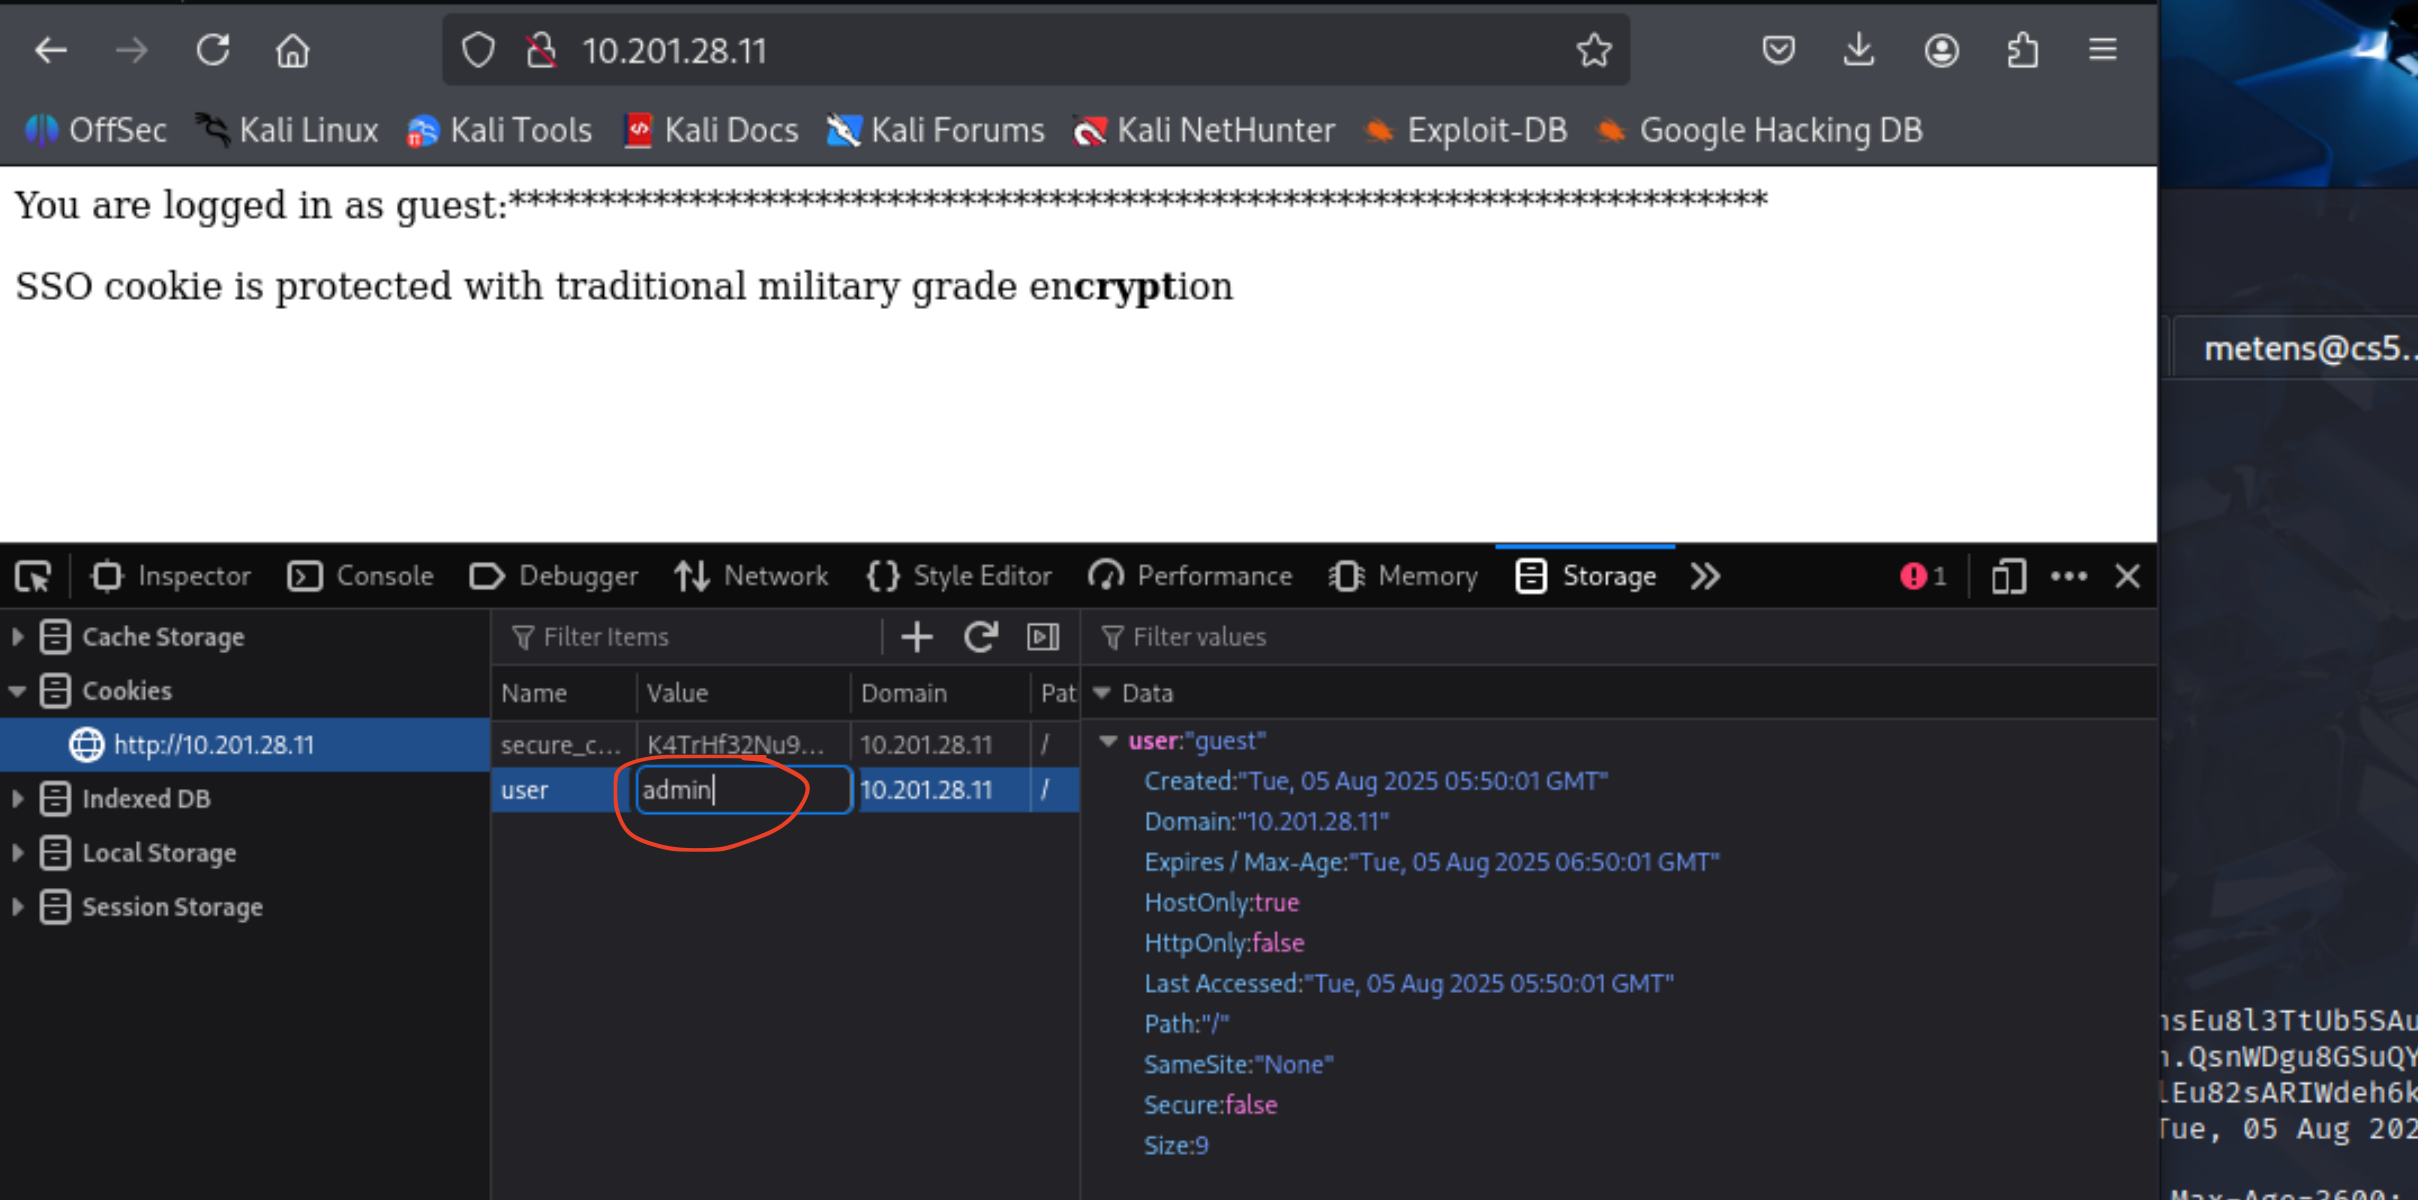 10.201.28.11
OffSec Kali Linux Kali Tools Kali Docs Kali Forums Kali NetHunter Exploit-DB Google Hacking DB
You are logged in as guest:**********************************************************************
SSO cookie is protected with traditional military grade encryption
metens@cs5..
Inspector Console Debugger Network Style Editor Performance Memory Storage 1
Cache Storage
Cookies
http://10.201.28.11
Indexed DB
Local Storage
Session Storage
Filter Items
Name Value Domain Pat
secure_c... K4TrHf32Nu9... 10.201.28.11 /
user admin 10.201.28.11 /
Filter values
Data
user:"guest"
Created:"Tue, 05 Aug 2025 05:50:01 GMT"
Domain:"10.201.28.11"
Expires / Max-Age:"Tue, 05 Aug 2025 06:50:01 GMT"
HostOnly:true
HttpOnly:false
Last Accessed:"Tue, 05 Aug 2025 05:50:01 GMT"
Path:"/"
SameSite:"None"
Secure:false
Size:9
sEu8l3TtUb5SAu
.QsnWDgu8GSuQY
Eu82sARIWdeh6k
Tue, 05 Aug 202
Max-Age=3600;